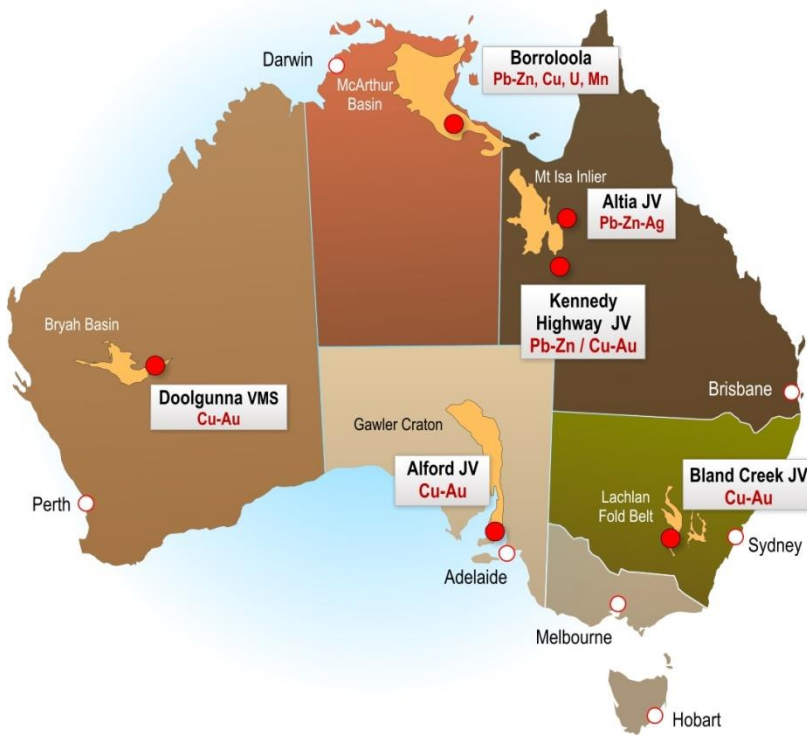 Darwin
McArthur
Basin
Borroloola
Pb-Zn, Cu, U, Mn
Mt Isa Inlier
Altia JV
Pb-Zn-Ag
Kennedy
Highway JV
Pb-Zn / Cu-Au
Bryah Basin
Doolgunna VMS
Cu-Au
Brisbane
Gawler Craton
Alford JV
Cu-Au
Bland Creek JV
Cu-Au
Lachlan
Fold Belt
Perth
Sydney
Adelaide
Melbourne
Hobart